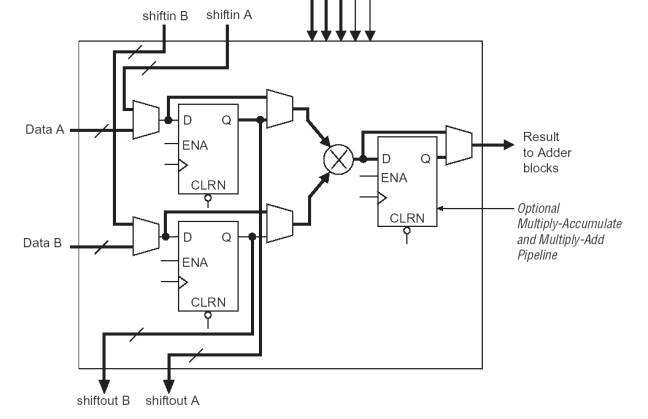 shiftin B
shiftin A
Data A
D
Q
ENA
CLRN
Result
to Adder
blocks
D
Q
ENA
CLRN
Optional
Multiply-Accumulate
and Multiply-Add
Pipeline
Data B
D
Q
ENA
CLRN
shiftout B
shiftout A